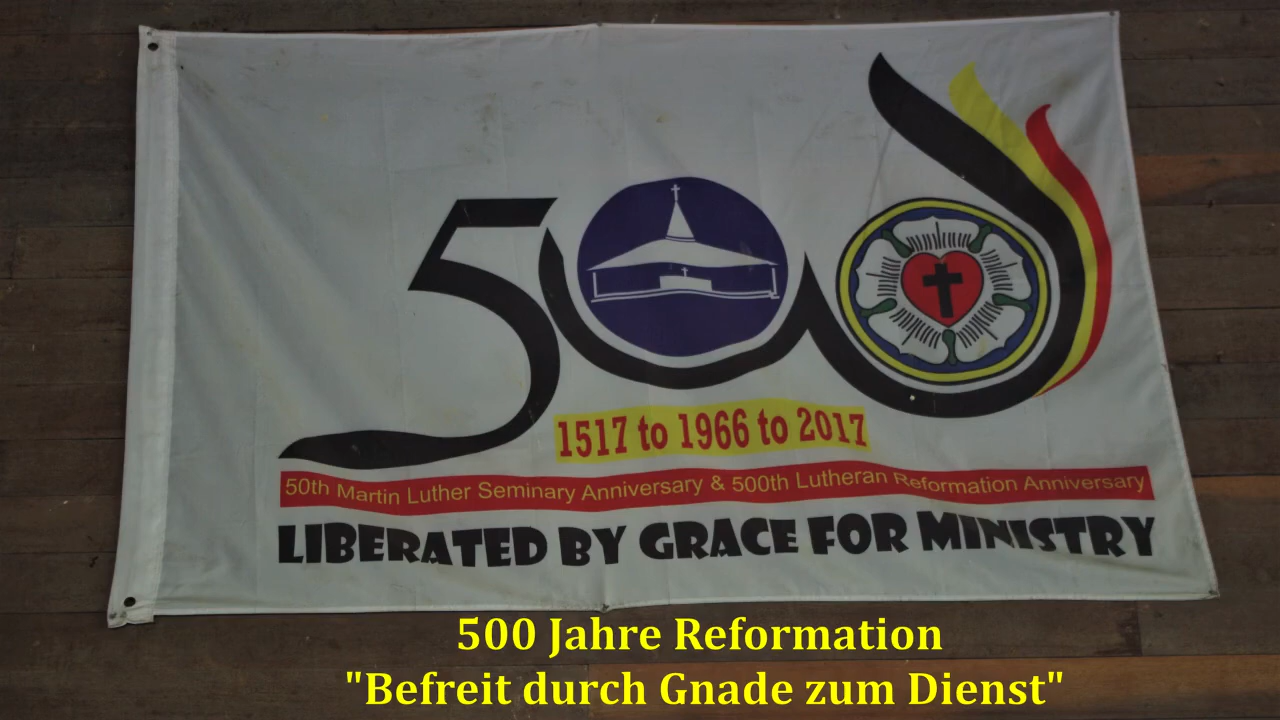 500
1517 to 1966 to 2017
50th Martin Luther Seminary Anniversary & 500th Lutheran Reformation Anniversary
LIBERATED BY GRACE FOR MINISTRY
500 Jahre Reformation
"Befreit durch Gnade zum Dienst"